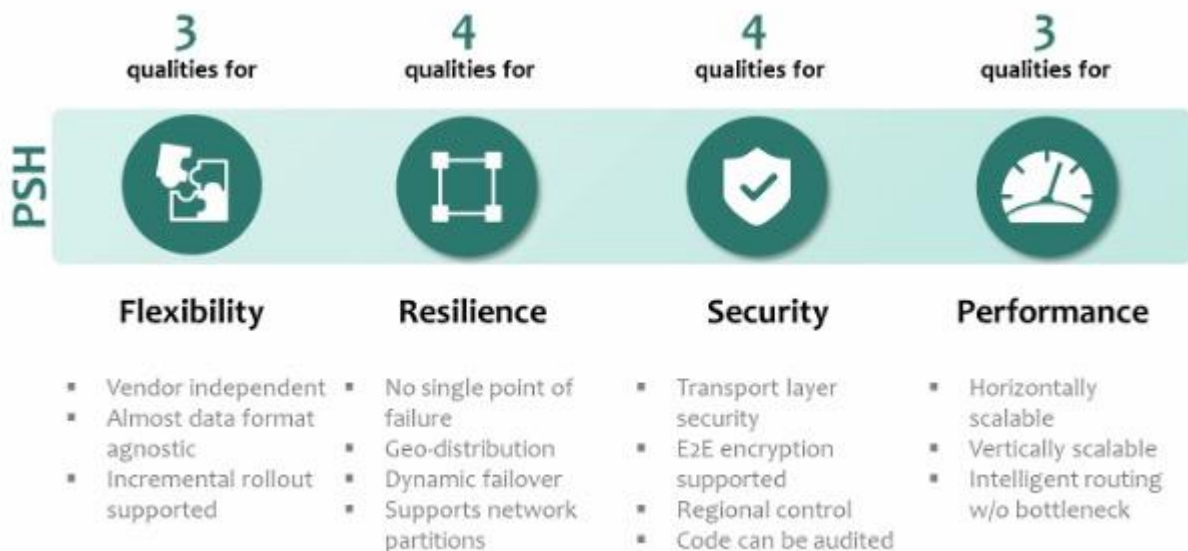 3
qualities for
4
qualities for
4
qualities for
3
qualities for
PSH
Flexibility
Resilience
Security
Performance
▪ Vendor independent
▪ Almost data format
agnostic
▪ Incremental rollout
supported
▪ No single point of
failure
▪ Geo-distribution
▪ Dynamic failover
▪ Supports network
partitions
▪ Transport layer
security
▪ E2E encryption
supported
▪ Regional control
▪ Code can be audited
▪ Horizontally
scalable
▪ Vertically scalable
▪ Intelligent routing
w/o bottleneck